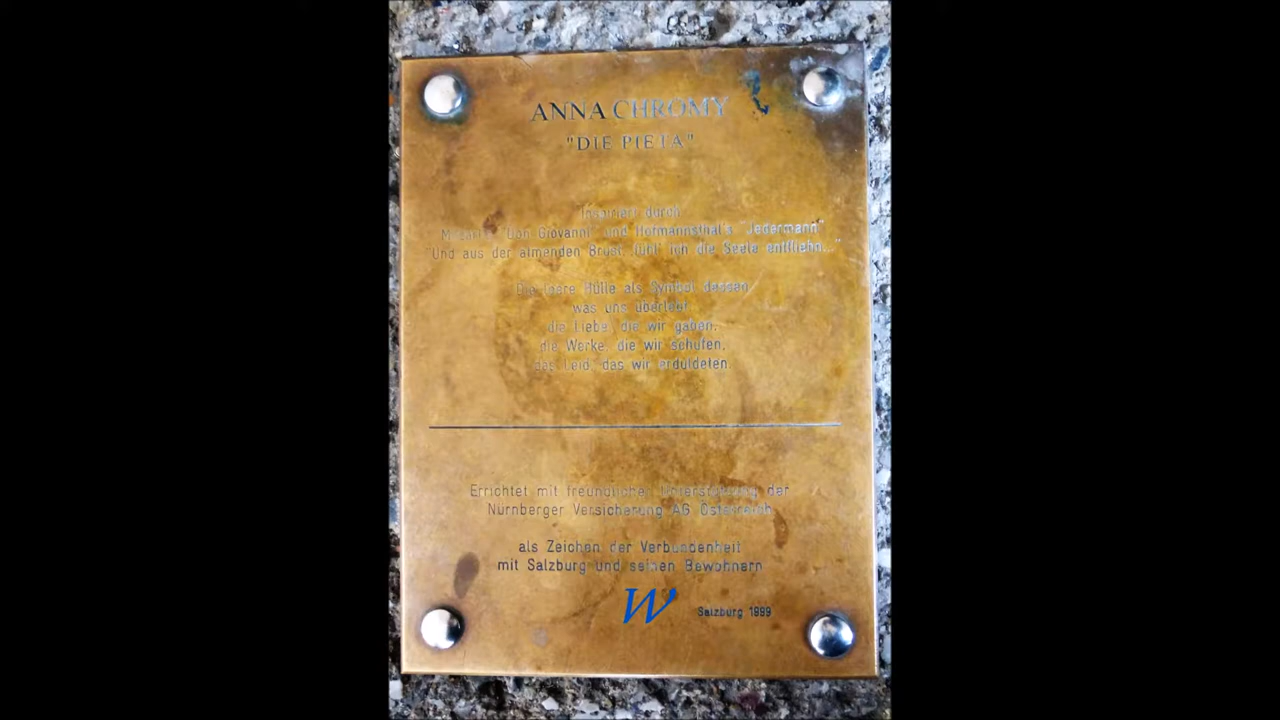 ANNA CHROMY
"DIE PIETA"
Inspiriert durch
Mozarts "Don Giovanni" und Hofmannsthal's "Jedermann"
"Und aus der atmenden Brust fühl' ich die Seele entfliehn..."
Die leere Hülle als Symbol dessen
was uns überlebt
die Liebe, die wir gaben,
die Werke, die wir schufen,
das Leid, das wir erduldeten.
Errichtet mit freundlicher Unterstützung der
Nürnberger Versicherung AG Österreich
als Zeichen der Verbundenheit
mit Salzburg und seinen Bewohnern
W
Salzburg 1999